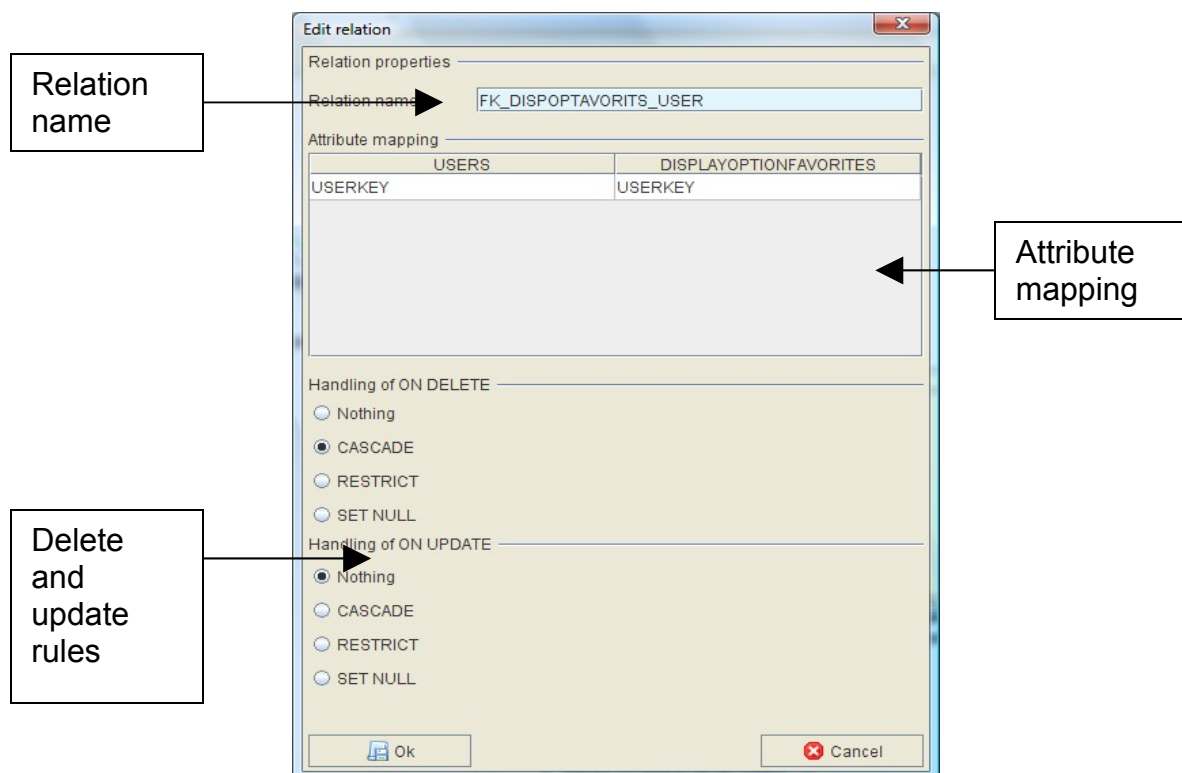 Edit relation
Relation properties
Relation name
Relation name
FK_DISPOPTAVORITS_USER
Attribute mapping
USERS DISPLAYOPTIONFAVORITES
USERKEY USERKEY
Attribute
mapping
Handling of ON DELETE
Nothing
CASCADE
RESTRICT
SET NULL
Delete
and
update
rules
Handling of ON UPDATE
Nothing
CASCADE
RESTRICT
SET NULL
Ok Cancel